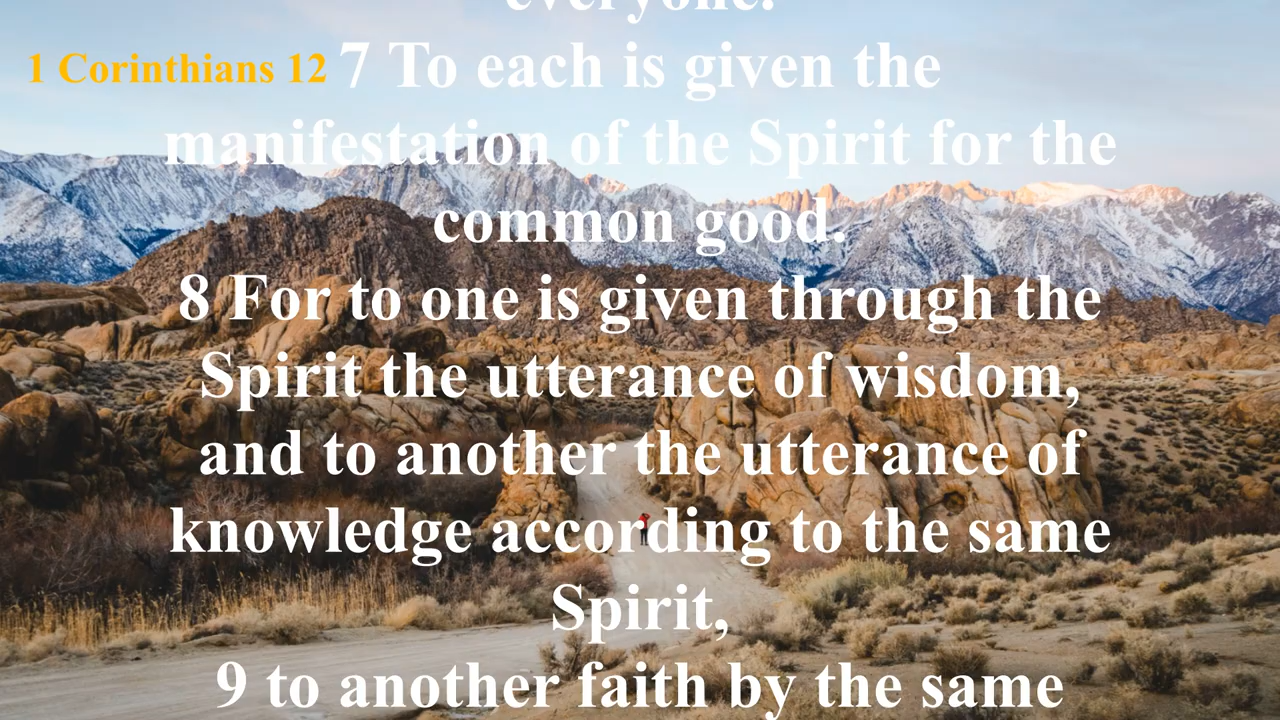 everyone.
1 Corinthians 12
7 To each is given the
manifestation of the Spirit for the
common good.
8 For to one is given through the
Spirit the utterance of wisdom,
and to another the utterance of
knowledge according to the same
Spirit,
9 to another faith by the same